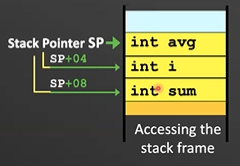 Stack Pointer SP
SP+04
SP+08
int avg
int i
int sum
Accessing the
stack frame